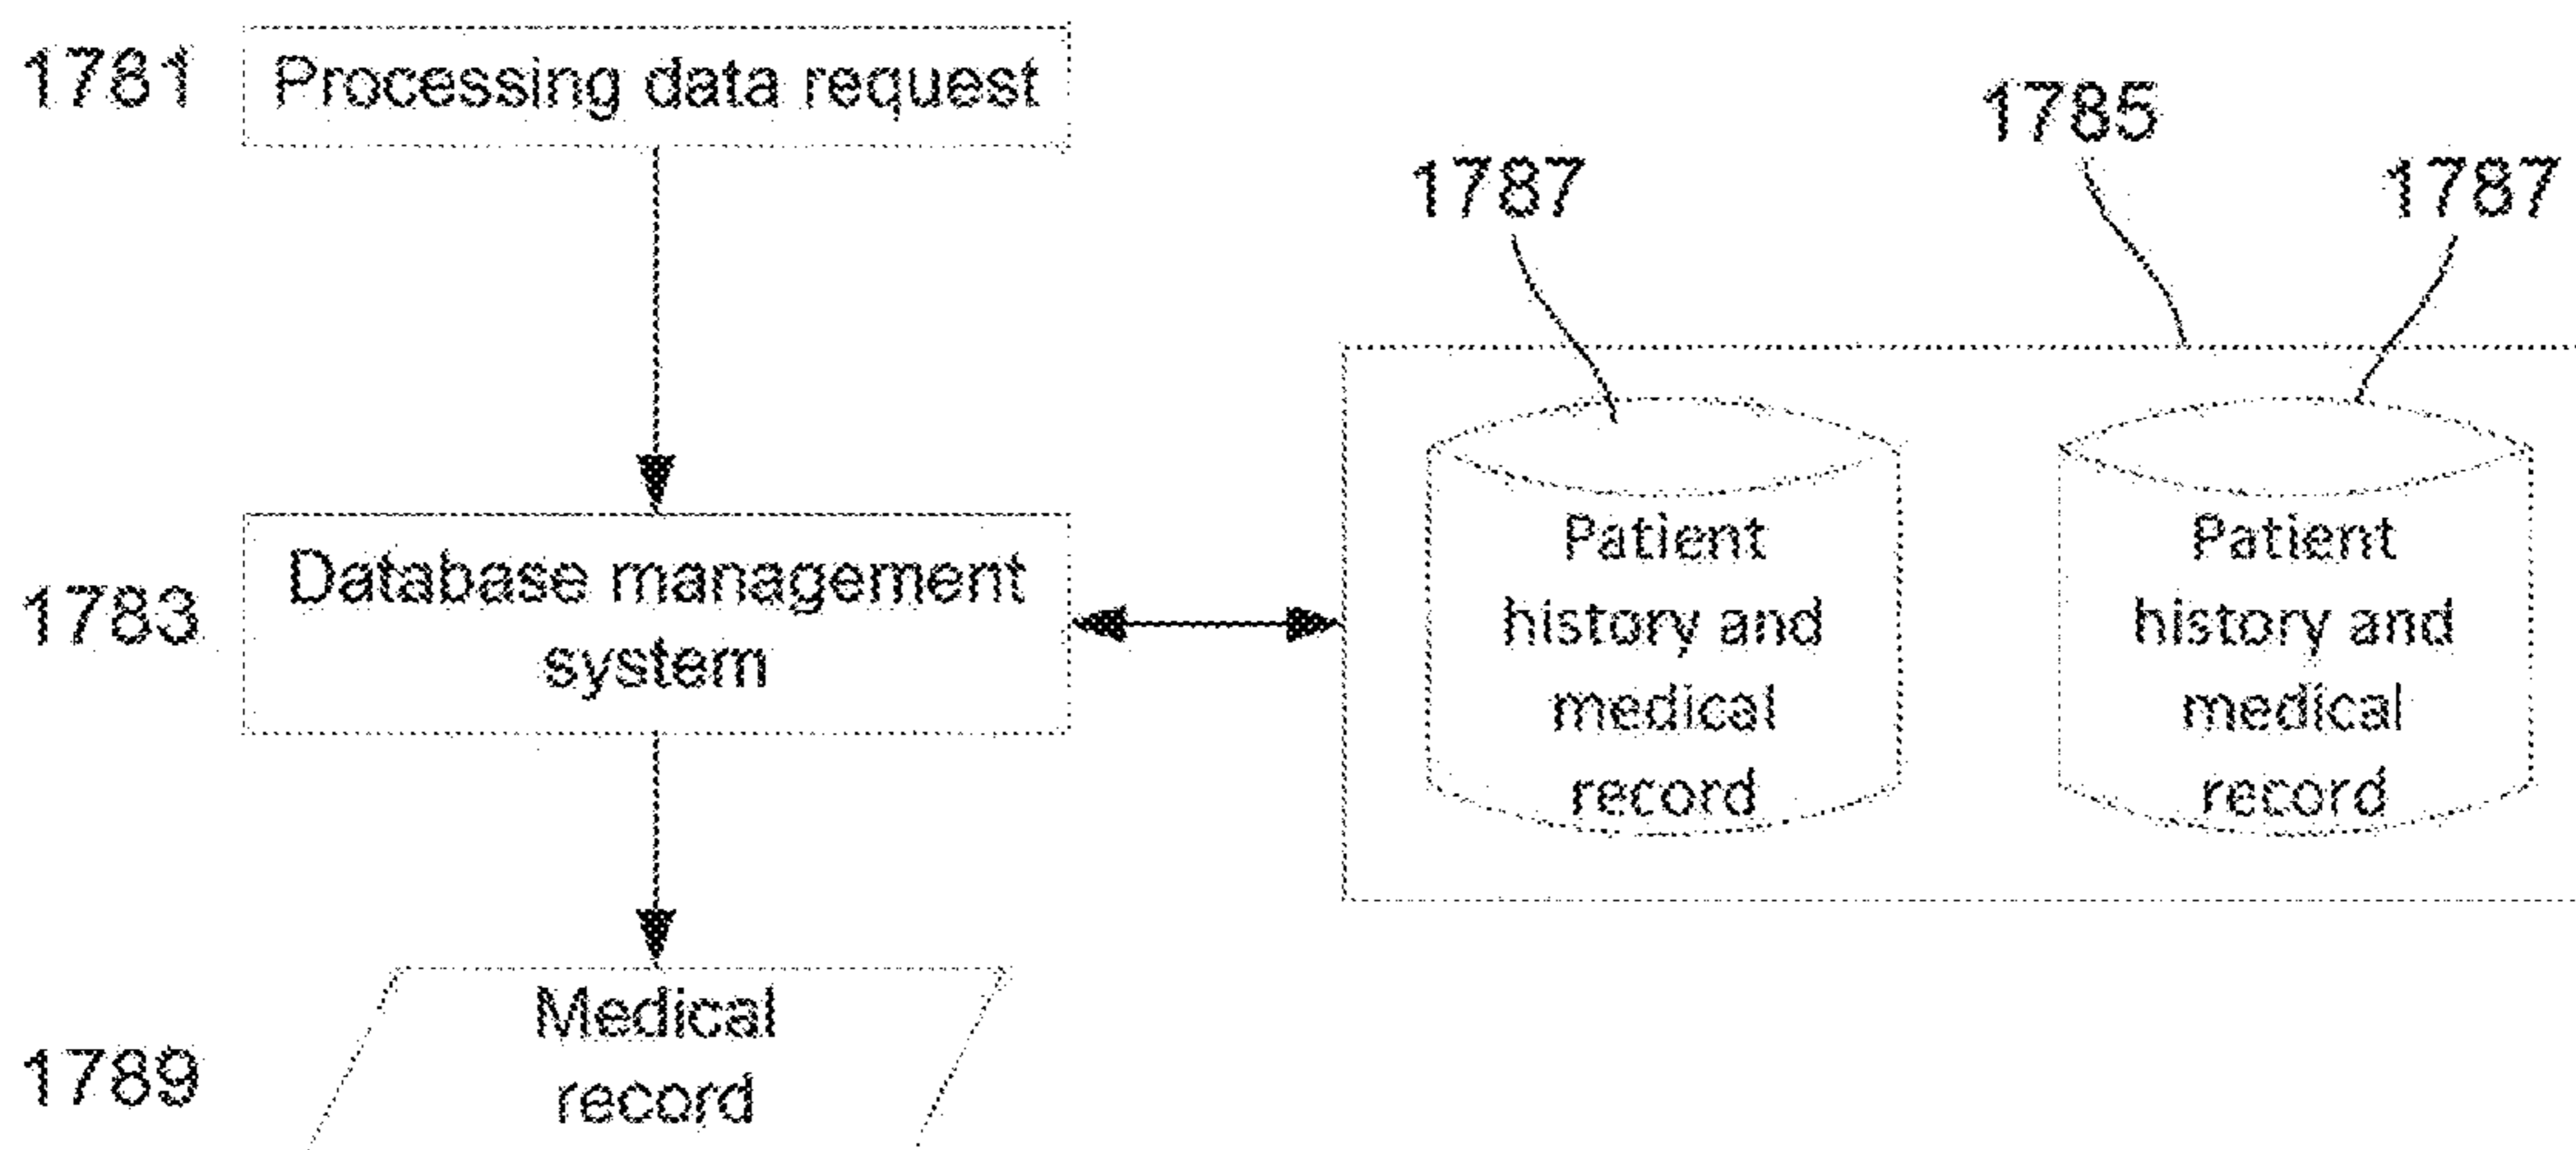 1781
Processing data request
1785
1787
1787
1783
Database management
system
Patient
history and
medical
record
Patient
history and
medical
record
1789
Medical
record